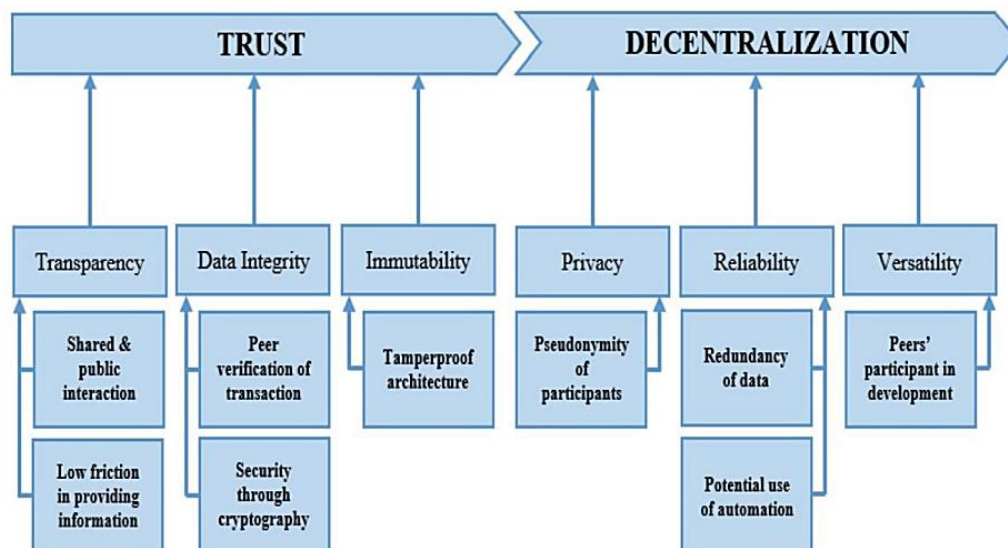 TRUST
DECENTRALIZATION
Transparency
Data Integrity
Immutability
Privacy
Reliability
Versatility
Shared &
public
interaction
Peer
verification of
transaction
Tamperproof
architecture
Pseudonymity
of
participants
Redundancy
of data
Peers’
participant in
development
Low friction
in providing
information
Security
through
cryptography
Potential use
of automation